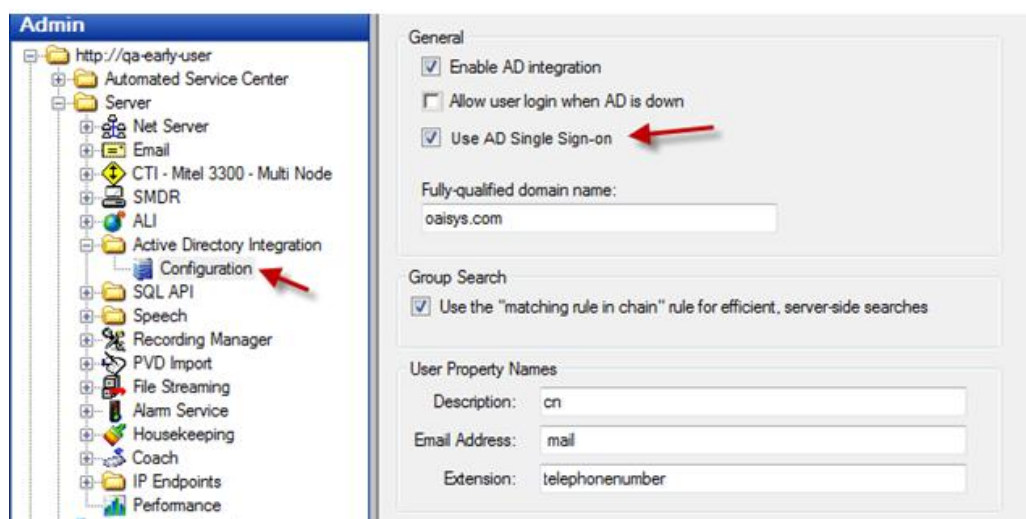 Admin
http://qa-early-user
Automated Service Center
Server
Net Server
Email
CTI - Mitel 3300 - Multi Node
SMDR
ALI
Active Directory Integration
Configuration
SQL API
Speech
Recording Manager
PVD Import
File Streaming
Alarm Service
Housekeeping
Coach
IP Endpoints
Performance
General
Enable AD integration
Allow user login when AD is down
Use AD Single Sign-on
Fully-qualified domain name:
oaisys.com
Group Search
Use the "matching rule in chain" rule for efficient, server-side searches
User Property Names
Description: cn
Email Address: mail
Extension: telephonenumber